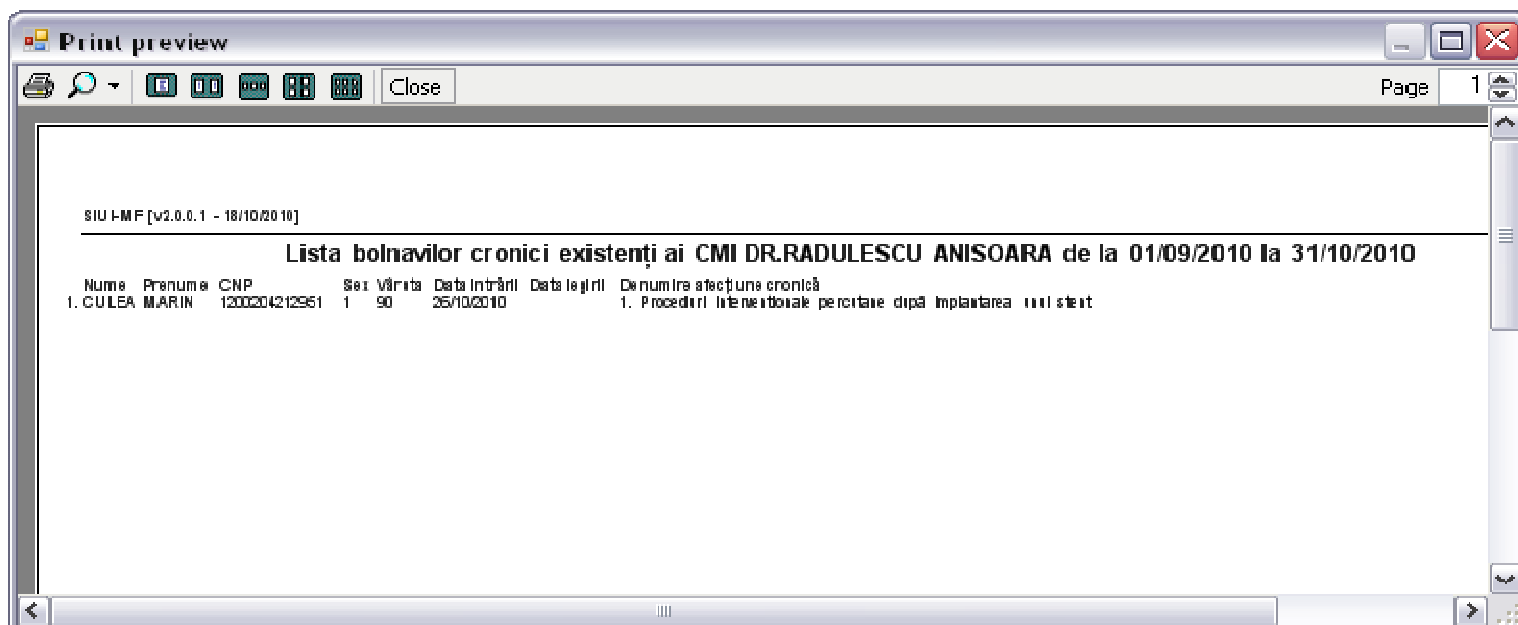 Print preview
Close Page 1
SIUI-MF [v2.0.0.1 - 18/10/2010]
Lista bolnavilor cronici existenți ai CMI DR.RADULESCU ANISOARA de la 01/09/2010 la 31/10/2010
Nume Prenume CNP Sex Vârsta Data intrării Data ieșirii Denumire afecțiune cronică
1. CULEA MARIN 1200204212951 1 90 25/10/2010 1. Proceduri intervenționale percutane după implantarea unui stent